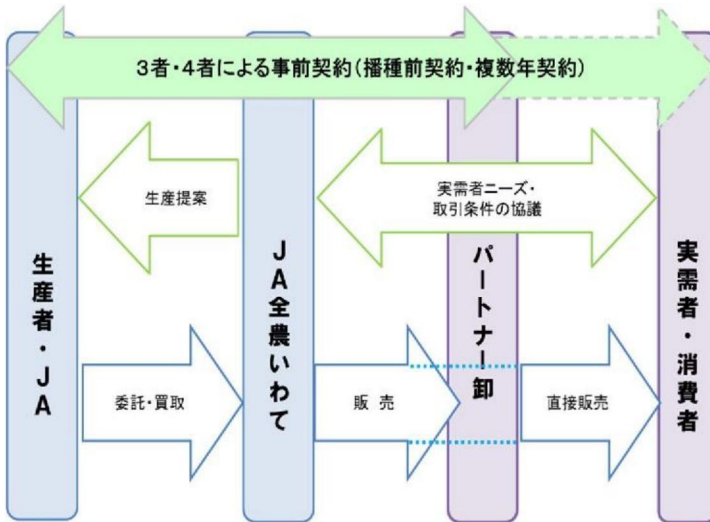 3者・4者による事前契約(播種前契約・複数年契約)
生産提案
実需者ニーズ・
取引条件の協議
生産者・JA
JA全農いわて
パートナー卸
実需者・消費者
委託・買取
販 売
直接販売